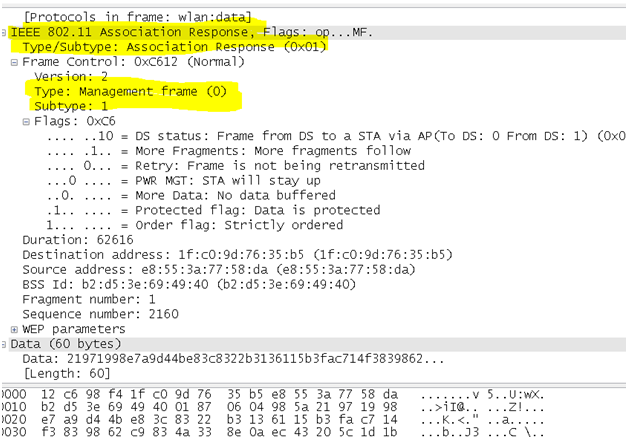 [Protocols in frame: wlan:data]
IEEE 802.11 Association Response, Flags: op...MF.
Type/Subtype: Association Response (0x01)
Frame Control: 0xC612 (Normal)
Version: 2
Type: Management frame (0)
Subtype: 1
Flags: 0xC6
.... ..10 = DS status: Frame from DS to a STA via AP(To DS: 0 From DS: 1) (0x0
.... .1.. = More Fragments: More fragments follow
.... 0... = Retry: Frame is not being retransmitted
...0 .... = PWR MGT: STA will stay up
..0. .... = More Data: No data buffered
.1.. .... = Protected flag: Data is protected
1... .... = Order flag: Strictly ordered
Duration: 62616
Destination address: 1f:c0:9d:76:35:b5 (1f:c0:9d:76:35:b5)
Source address: e8:55:3a:77:58:da (e8:55:3a:77:58:da)
BSS Id: b2:d5:3e:69:49:40 (b2:d5:3e:69:49:40)
Fragment number: 1
Sequence number: 2160
WEP parameters
Data (60 bytes)
Data: 21971998e7a9d44be83c8322b3136115b3fac714f3839862...
[Length: 60]
0000 12 c6 98 f4 1f c0 9d 76 35 b5 e8 55 3a 77 58 da .......v 5..U:wX.
0010 b2 d5 3e 69 49 40 01 87 06 04 98 5a 21 97 19 98 ..>iI@.. ...Z!...
0020 e7 a9 d4 4b e8 3c 83 22 b3 13 61 15 b3 fa c7 14 ...K.<." ..a.....
0030 f3 83 98 62 c9 83 4a 33 8e 0a ec 43 20 5c 1d 1b ...b..J3 ...C \..